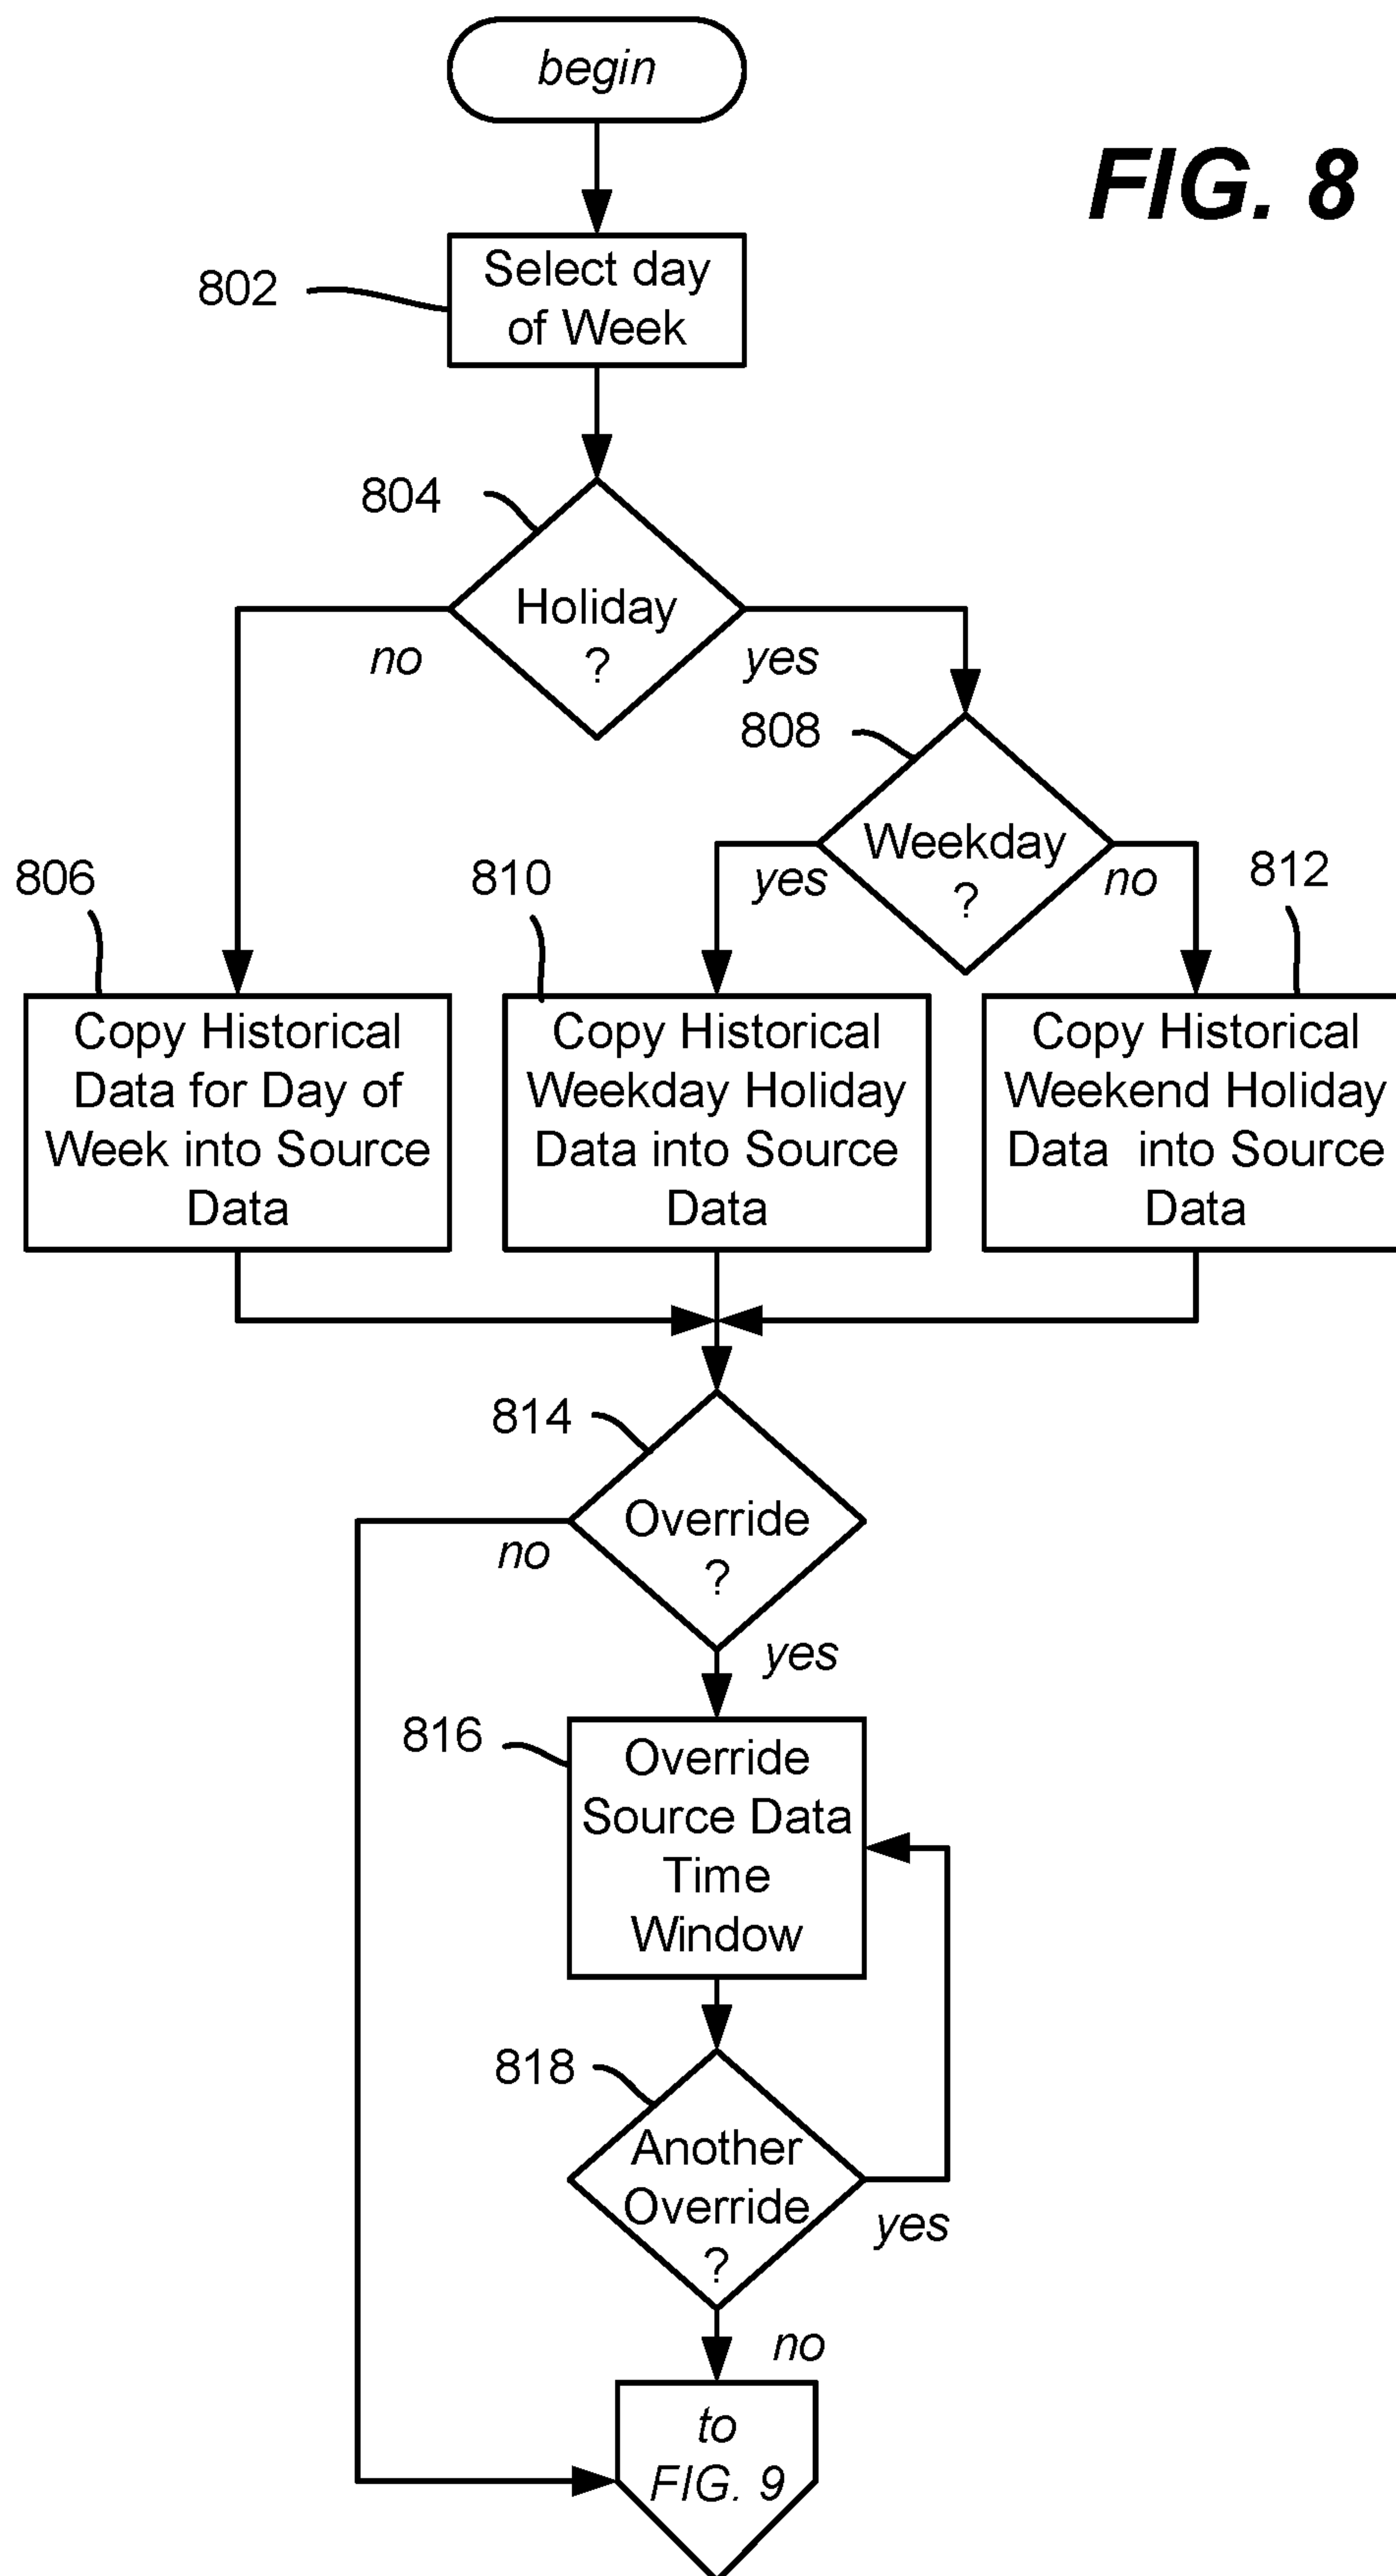 begin
FIG. 8
802
Select day
of Week
804
Holiday
?
no
yes
808
Weekday
?
yes
no
806
810
812
Copy Historical
Data for Day of
Week into Source
Data
Copy Historical
Weekday Holiday
Data into Source
Data
Copy Historical
Weekend Holiday
Data into Source
Data
814
Override
?
no
yes
816
Override
Source Data
Time
Window
818
Another
Override
?
yes
no
to
FIG. 9